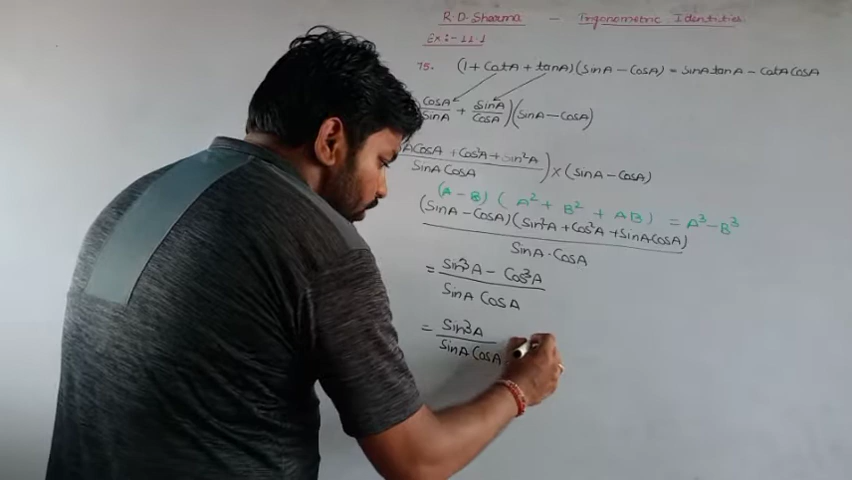 R.D. Sharma - Trigonometric Identities
Ex:- 11.1
75. (1 + CotA + tanA)(SinA - CosA) = SinA tanA - CotA CosA
CosA/SinA + SinA/CosA)(SinA - CosA)
ACosA + Cos²A + Sin²A/SinA CosA) × (SinA - CosA)
(A - B) (A² + B² + AB) = A³ - B³
(SinA - CosA)(Sin²A + Cos²A + SinA CosA)/SinA · CosA
= Sin³A - Cos³A/SinA CosA
= Sin³A/SinA CosA